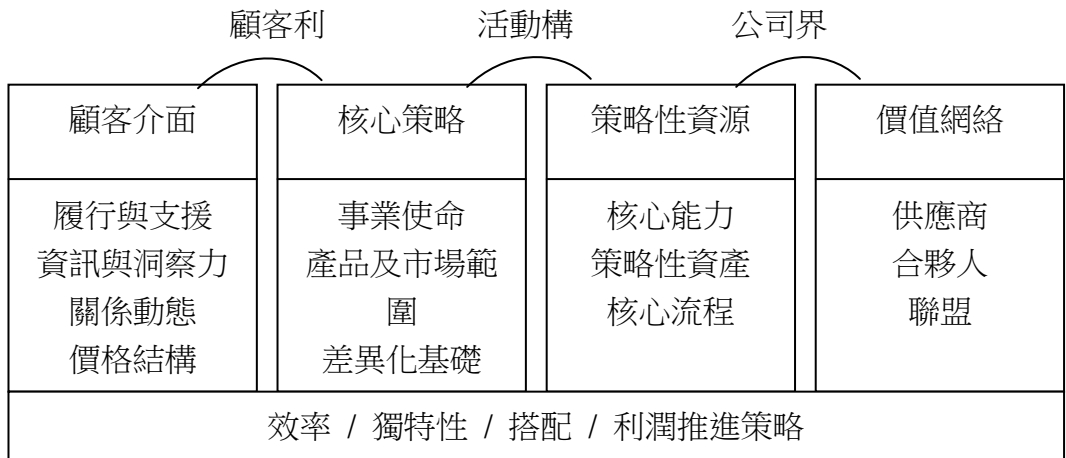 顧客利
活動構
公司界
顧客介面
核心策略
策略性資源
價值網絡
履行與支援
資訊與洞察力
關係動態
價格結構
事業使命
產品及市場範
圍
差異化基礎
核心能力
策略性資產
核心流程
供應商
合夥人
聯盟
效率 / 獨特性 / 搭配 / 利潤推進策略